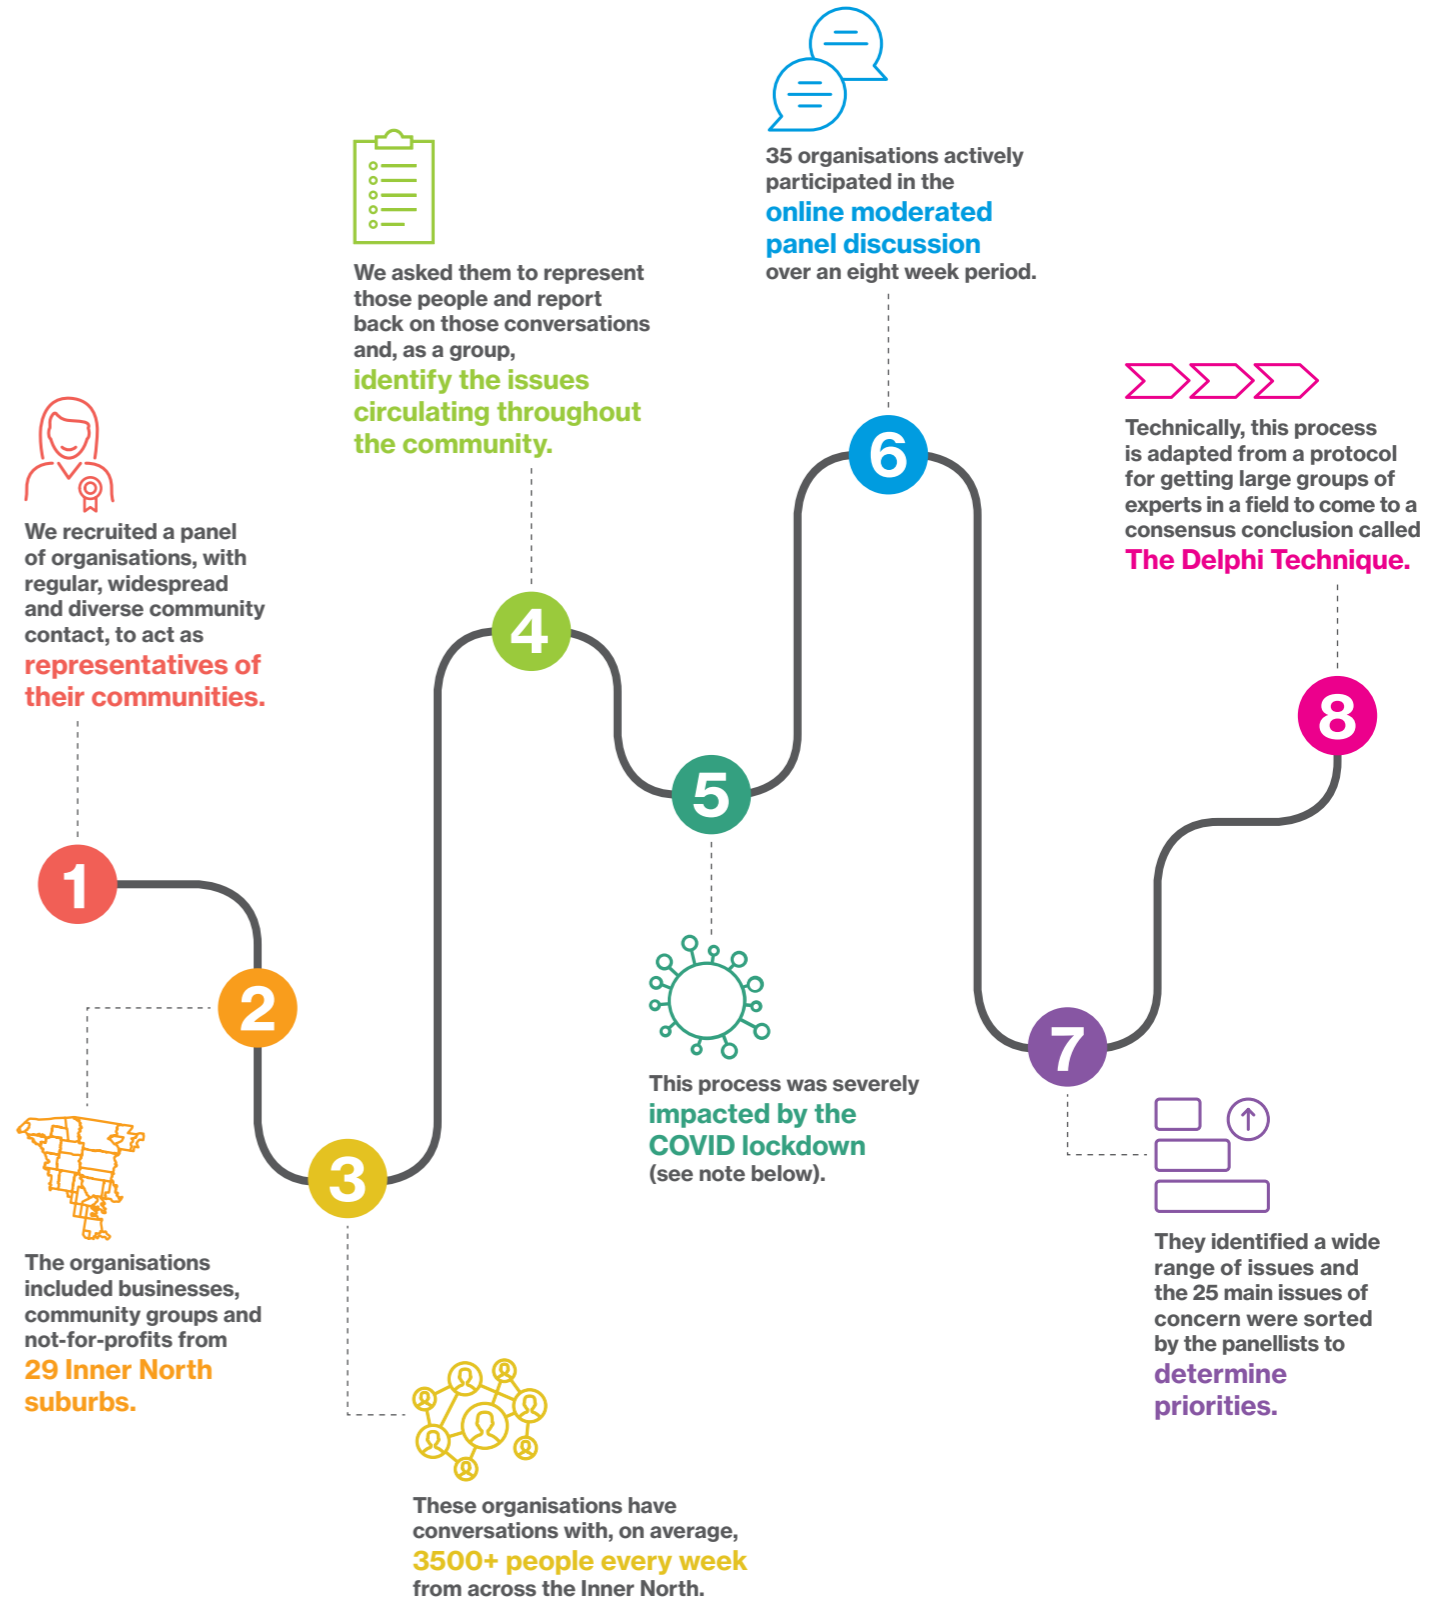 1
We recruited a panel
of organisations, with
regular, widespread
and diverse community
contact, to act as
representatives of
their communities.
2
The organisations
included businesses,
community groups and
not-for-profits from
29 Inner North
suburbs.
3
These organisations have
conversations with, on average,
3500+ people every week
from across the Inner North.
4
We asked them to represent
those people and report
back on those conversations
and, as a group,
identify the issues
circulating throughout
the community.
5
This process was severely
impacted by the
COVID lockdown
(see note below).
6
35 organisations actively
participated in the
online moderated
panel discussion
over an eight week period.
7
They identified a wide
range of issues and
the 25 main issues of
concern were sorted
by the panellists to
determine
priorities.
8
Technically, this process
is adapted from a protocol
for getting large groups of
experts in a field to come to a
consensus conclusion called
The Delphi Technique.